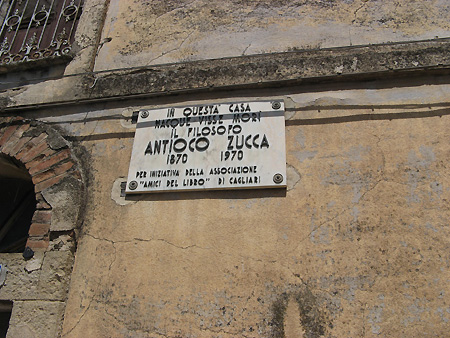 IN QUESTA CASA
NACQUE VISSE MORÌ
IL FILOSOFO
ANTIOCO ZUCCA
1870 1970
PER INIZIATIVA DELLA ASSOCIAZIONE
"AMICI DEL LIBRO" DI CAGLIARI